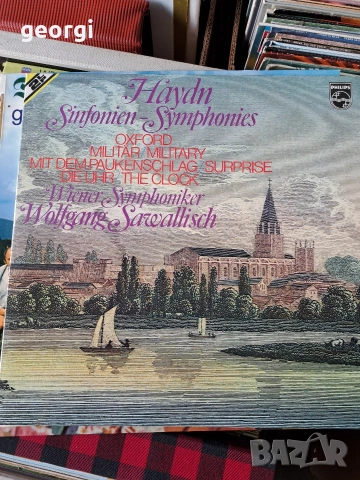 georgi
2
g
PHILIPS
Haydn
Sinfonien-Symphonies
OXFORD
MILITÄR/MILITARY
MIT DEM PAUKENSCHLAG/SURPRISE
DIE UHR/THE CLOCK
Wiener Symphoniker
Wolfgang Sawallisch
BAZAR